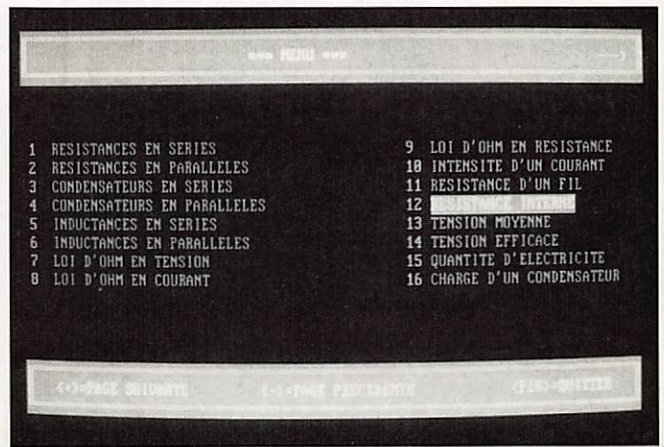 *** MENU ***
1 RESISTANCES EN SERIES
2 RESISTANCES EN PARALLELES
3 CONDENSATEURS EN SERIES
4 CONDENSATEURS EN PARALLELES
5 INDUCTANCES EN SERIES
6 INDUCTANCES EN PARALLELES
7 LOI D'OHM EN TENSION
8 LOI D'OHM EN COURANT
9 LOI D'OHM EN RESISTANCE
10 INTENSITE D'UN COURANT
11 RESISTANCE D'UN FIL
12 RESISTANCE INTERNE
13 TENSION MOYENNE
14 TENSION EFFICACE
15 QUANTITE D'ELECTRICITE
16 CHARGE D'UN CONDENSATEUR
<+>=PAGE SUIVANTE <->=PAGE PRECEDENTE <FIN>=QUITTER